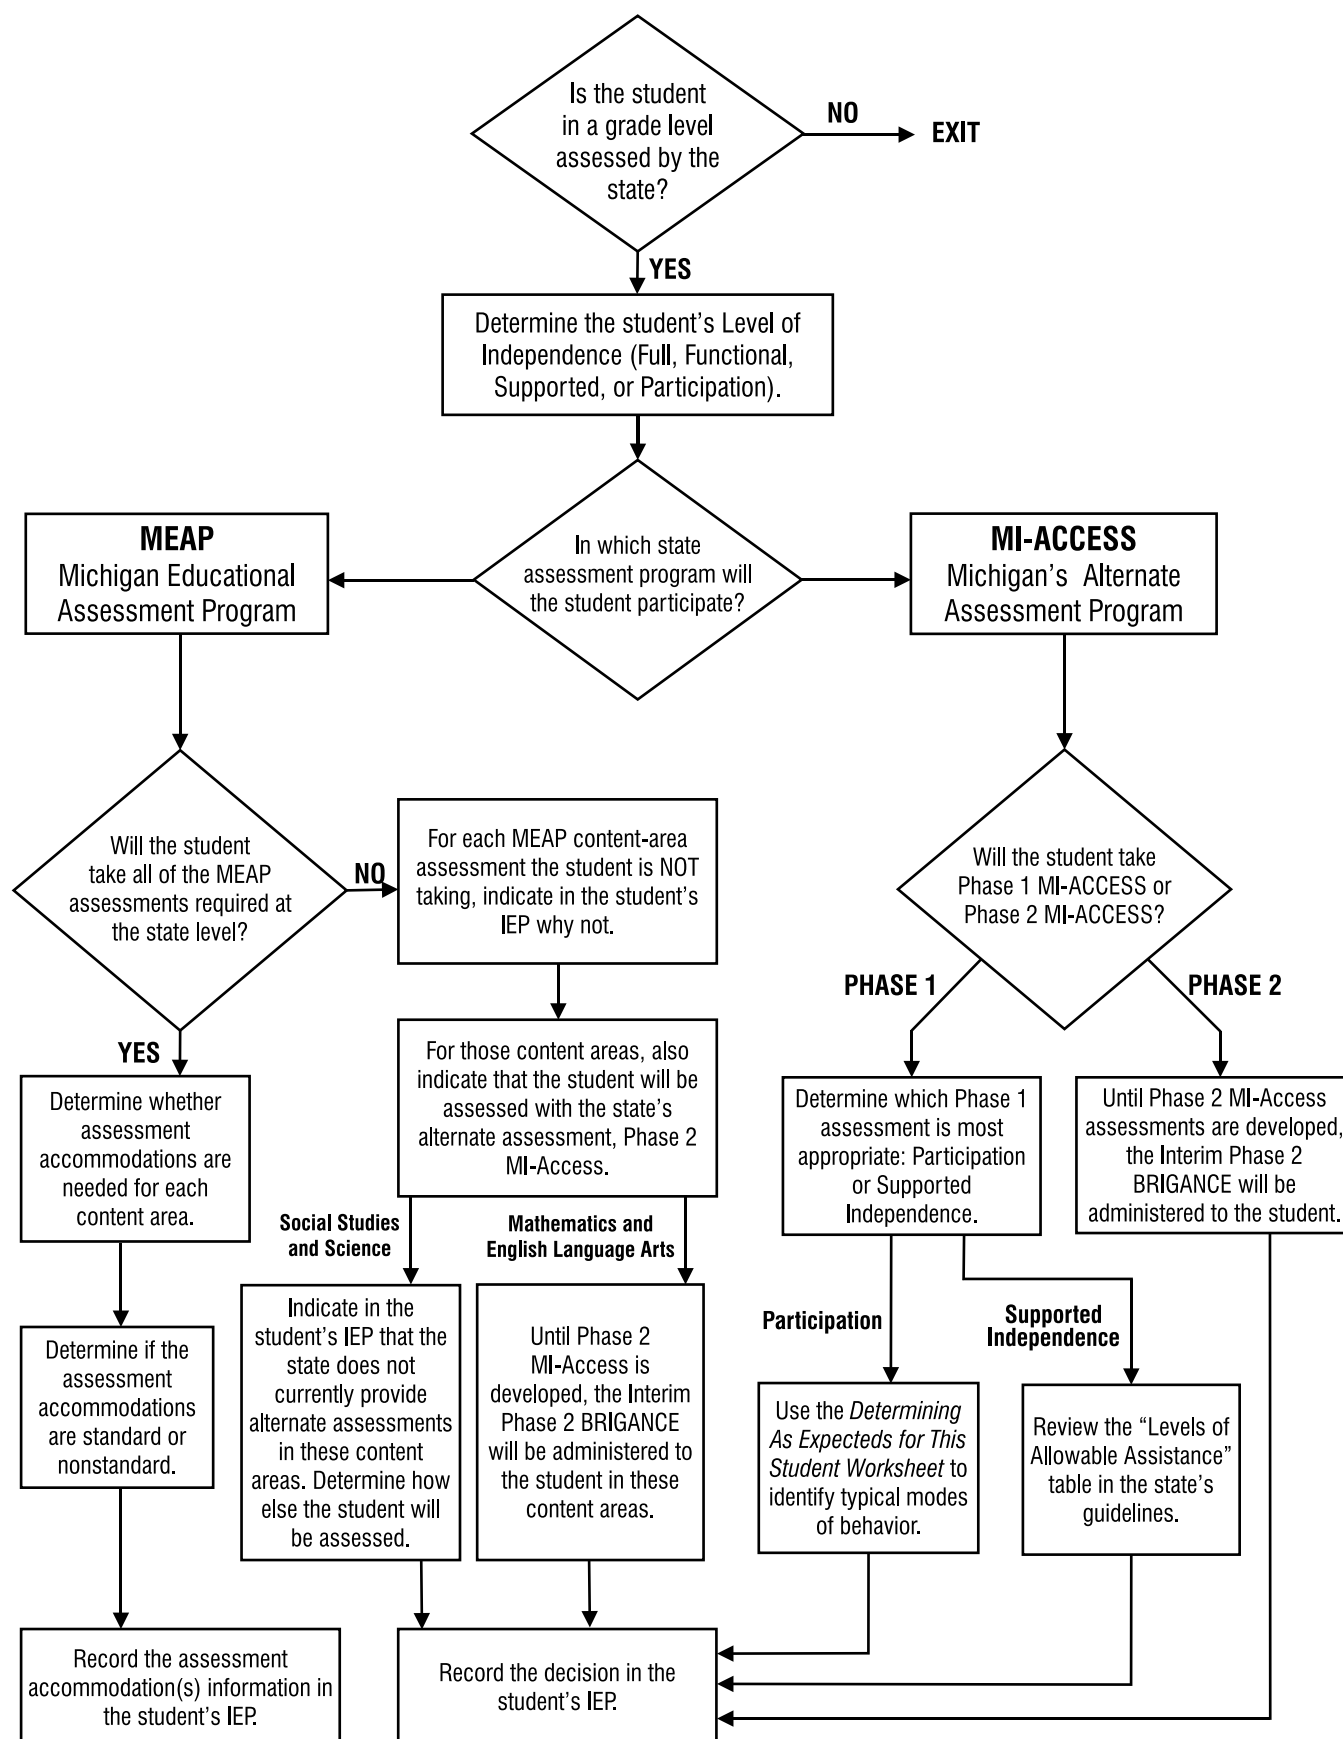 Is the student
in a grade level
assessed by the
state?
NO
EXIT
YES
Determine the student's Level of
Independence (Full, Functional,
Supported, or Participation).
MEAP
Michigan Educational
Assessment Program
In which state
assessment program will
the student participate?
MI-ACCESS
Michigan's Alternate
Assessment Program
Will the student
take all of the MEAP
assessments required at
the state level?
NO
For each MEAP content-area
assessment the student is NOT
taking, indicate in the student's
IEP why not.
Will the student take
Phase 1 MI-ACCESS or
Phase 2 MI-ACCESS?
PHASE 1
PHASE 2
YES
For those content areas, also
indicate that the student will be
assessed with the state's
alternate assessment, Phase 2
MI-Access.
Determine whether
assessment
accommodations are
needed for each
content area.
Determine which Phase 1
assessment is most
appropriate: Participation
or Supported
Independence.
Until Phase 2 MI-Access
assessments are developed,
the Interim Phase 2
BRIGANCE will be
administered to the student.
Social Studies
and Science
Mathematics and
English Language Arts
Determine if the
assessment
accommodations
are standard or
nonstandard.
Indicate in the
student's IEP that the
state does not
currently provide
alternate assessments
in these content
areas. Determine how
else the student will
be assessed.
Until Phase 2
MI-Access is
developed, the Interim
Phase 2 BRIGANCE
will be administered to
the student in these
content areas.
Participation
Supported
Independence
Use the Determining
As Expecteds for This
Student Worksheet to
identify typical modes
of behavior.
Review the “Levels of
Allowable Assistance”
table in the state's
guidelines.
Record the assessment
accommodation(s) information in
the student's IEP.
Record the decision in the
student's IEP.